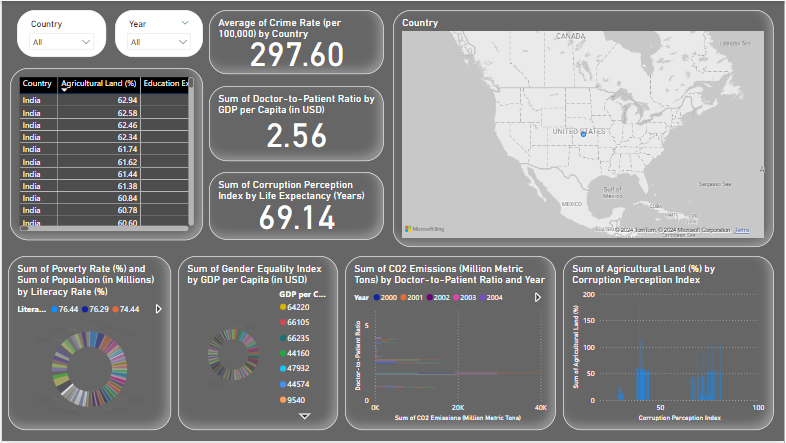 Country
All
Year
All
Average of Crime Rate (per
100,000) by Country
297.60
Country
CANADA
Labrador Sea
UNITED STATES
MEXICO
Gulf of
Mexico
CUBA
Sargasso Sea
Caribbean Sea
Microsoft Bing
© 2024 TomTom, © 2024 Microsoft Corporation Terms
Country Agricultural Land (%) Education Ex
India 62.94
India 62.58
India 62.46
India 62.34
India 61.74
India 61.62
India 61.44
India 61.38
India 60.84
India 60.78
India 60.60
Sum of Doctor-to-Patient Ratio by
GDP per Capita (in USD)
2.56
Sum of Corruption Perception
Index by Life Expectancy (Years)
69.14
Sum of Poverty Rate (%) and
Sum of Population (in Millions)
by Literacy Rate (%)
Litera... 76.44 76.29 74.44
Sum of Gender Equality Index
by GDP per Capita (in USD)
GDP per C...
64220
66105
66235
44160
47932
44574
9540
Sum of CO2 Emissions (Million Metric
Tons) by Doctor-to-Patient Ratio and Year
Year 2000 2001 2002 2003 2004
Doctor-to-Patient Ratio
5
0
0K 20K 40K
Sum of CO2 Emissions (Million Metric Tons)
Sum of Agricultural Land (%) by
Corruption Perception Index
Sum of Agricultural Land (%)
200
150
100
50
0
50 100
Corruption Perception Index